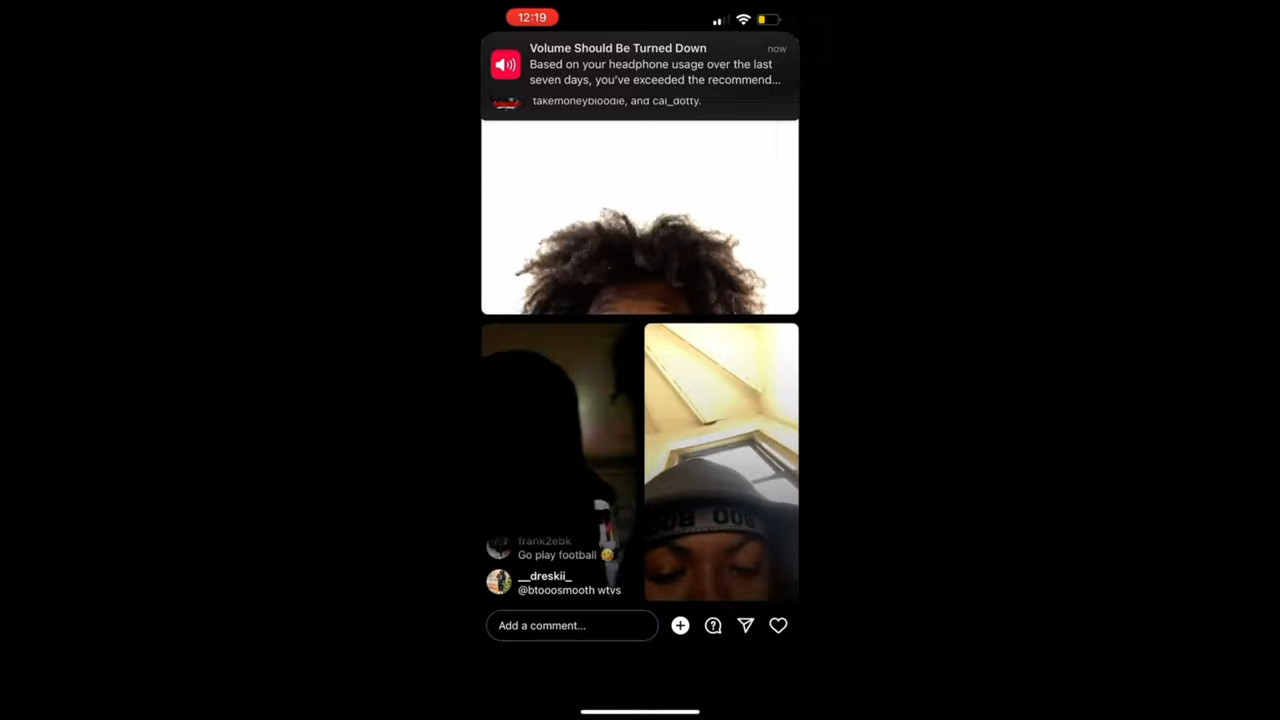 12:19
Volume Should Be Turned Down
now
Based on your headphone usage over the last
seven days, you've exceeded the recommend...
takemoneybloodie, and cai_dotty.
frank2ebk
Go play football 🤣
__dreskii_
@btooosmooth wtvs
Add a comment...